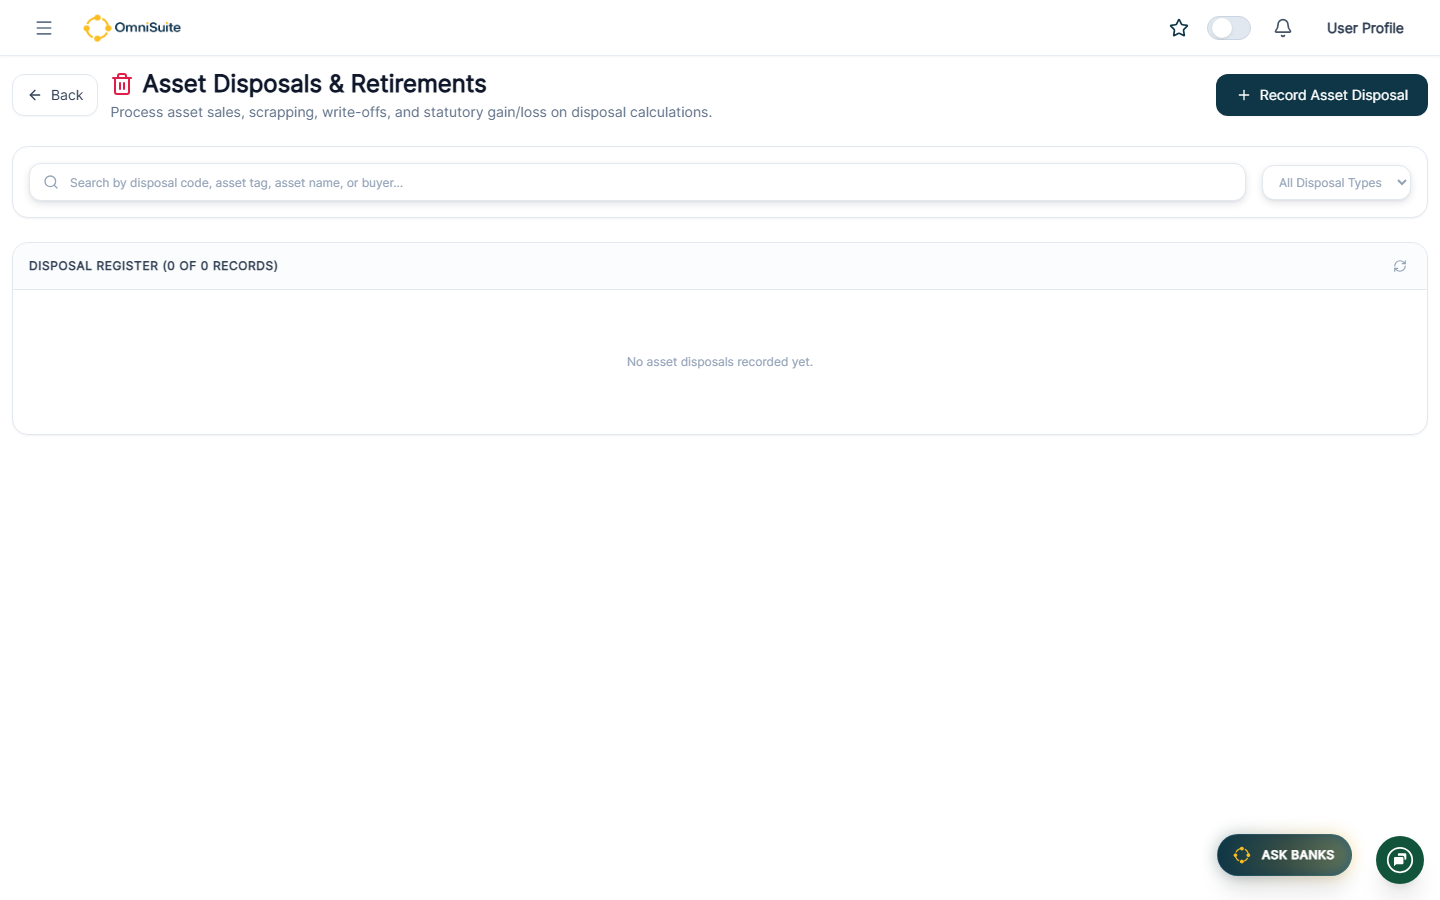 OmniSuite
User Profile
Back
Asset Disposals & Retirements
Process asset sales, scrapping, write-offs, and statutory gain/loss on disposal calculations.
+ Record Asset Disposal
Search by disposal code, asset tag, asset name, or buyer...
All Disposal Types
DISPOSAL REGISTER (0 OF 0 RECORDS)
No asset disposals recorded yet.
ASK BANKS